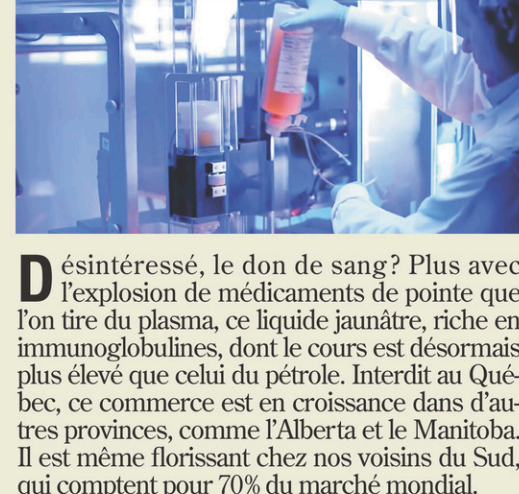 Désintéressé, le don de sang? Plus avec
l'explosion de médicaments de pointe que
l'on tire du plasma, ce liquide jaunâtre, riche en
immunoglobulines, dont le cours est désormais
plus élevé que celui du pétrole. Interdit au Qué-
bec, ce commerce est en croissance dans d'au-
tres provinces, comme l'Alberta et le Manitoba.
Il est même florissant chez nos voisins du Sud,
qui comptent pour 70% du marché mondial.